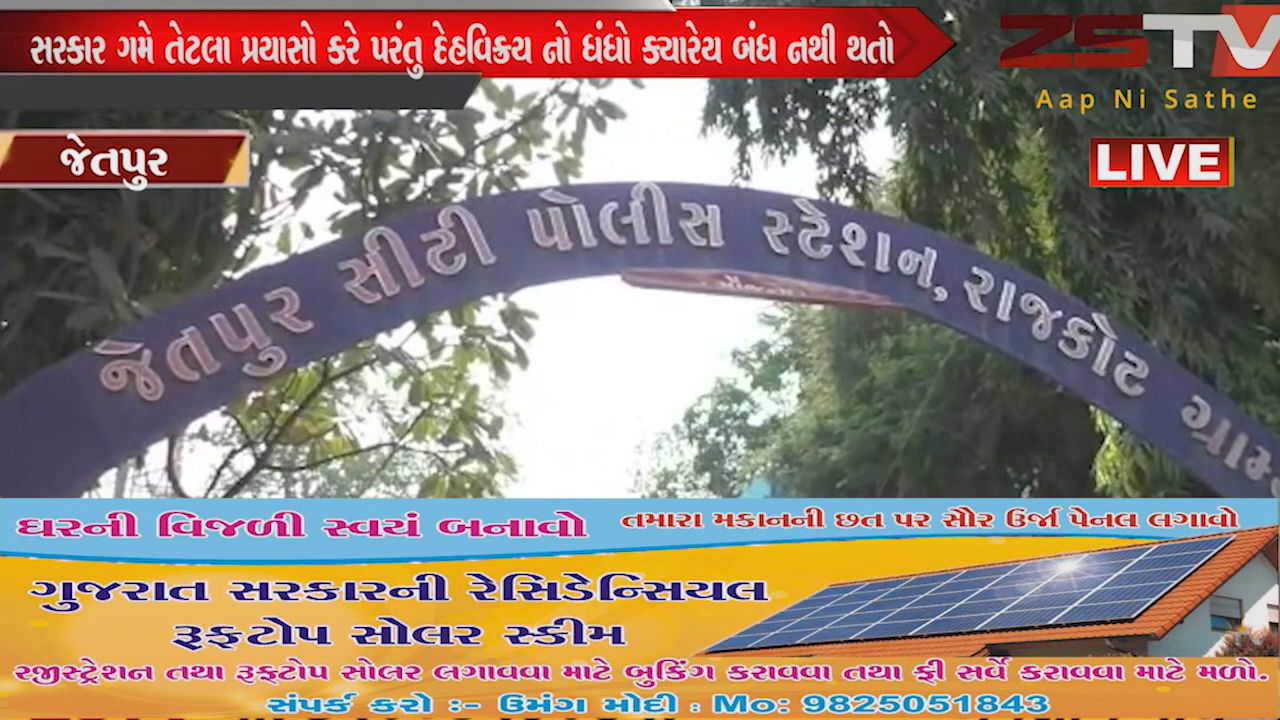 સરકાર ગમે તેટલા પ્રયાસો કરે પરંતુ દેહવિક્રય નો ધંધો ક્યારેય બંધ નથી થતો
ZSTV
Aap Ni Sathe
જેતપુર
LIVE
જેતપુર સીટી પોલીસ સ્ટેશન, રાજકોટ
ઘરની વિજળી સ્વયં બનાવો
તમારા મકાનની છત પર સૌર ઉર્જા પેનલ લગાવો
ગુજરાત સરકારની રેસિડેન્સિયલ
રૂફટોપ સોલર સ્કીમ
રજીસ્ટ્રેશન તથા રૂફટોપ સોલર લગાવવા માટે બુકિંગ કરાવવા તથા ફ્રી સર્વે કરાવવા માટે મળો.
સંપર્ક કરો :- ઉમંગ મોદી : Mo: 9825051843